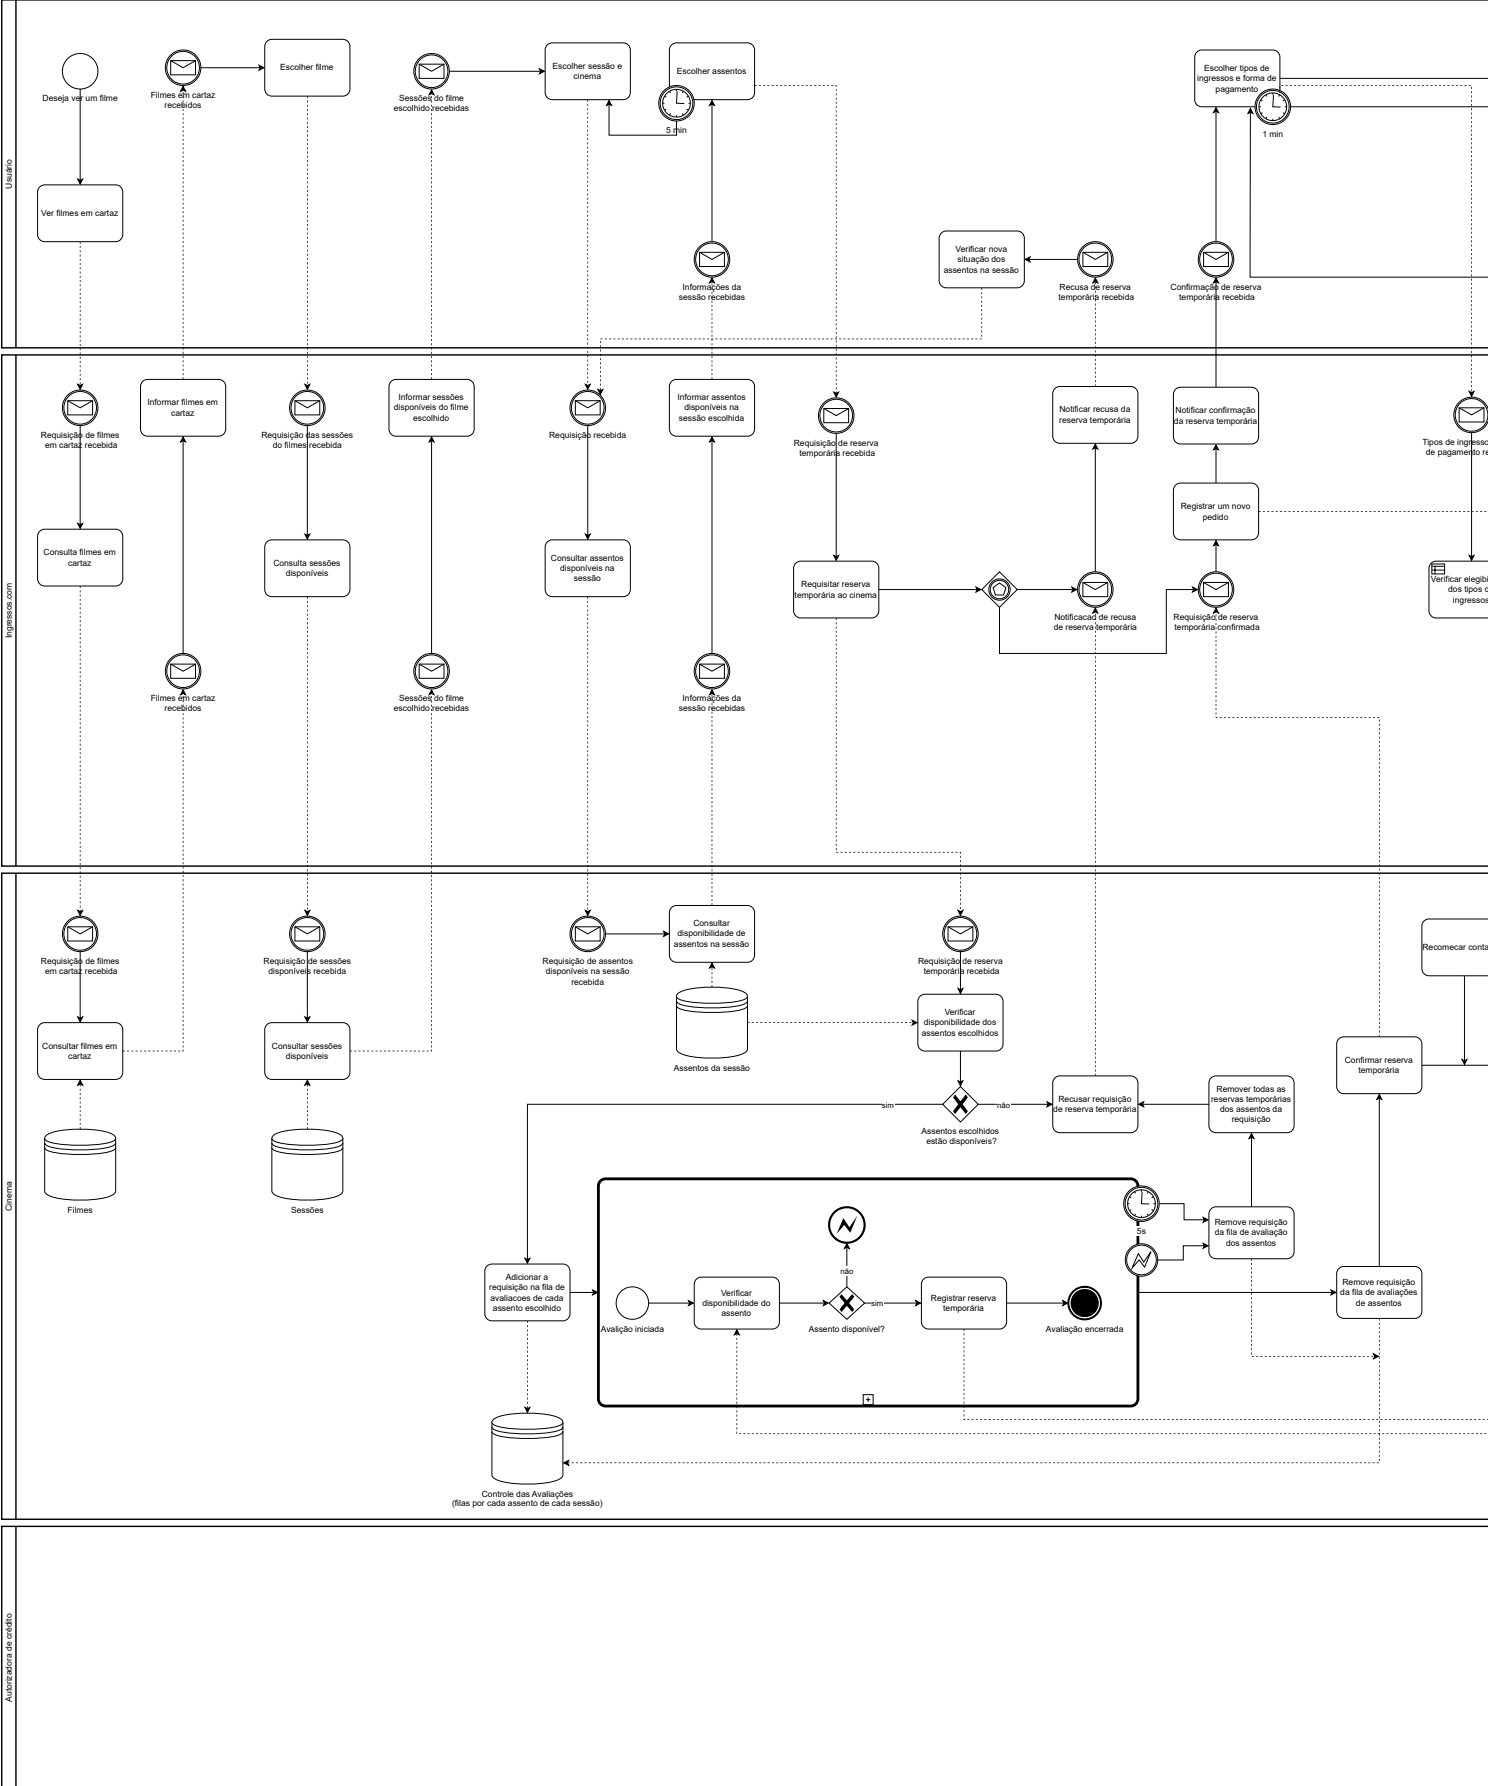 Usuário
Deseja ver um filme
Filmes em cartaz
recebidos
Escolher filme
Sessões do filme
escolhido recebidas
Escolher sessão e
cinema
Escolher assentos
5 min
Escolher tipos de
ingressos e forma de
pagamento
1 min
Ver filmes em cartaz
Informações da
sessão recebidas
Verificar nova
situação dos
assentos na sessão
Recusa de reserva
temporária recebida
Confirmação de reserva
temporária recebida
Ingressos.com
Requisição de filmes
em cartaz recebida
Informar filmes em
cartaz
Requisição das sessões
do filmes recebida
Informar sessões
disponíveis do filme
escolhido
Requisição recebida
Informar assentos
disponíveis na
sessão escolhida
Requisição de reserva
temporária recebida
Notificar recusa da
reserva temporária
Notificar confirmação
da reserva temporária
Tipos de ingresso
de pagamento re
Registrar um novo
pedido
Consulta filmes em
cartaz
Consulta sessões
disponíveis
Consultar assentos
disponíveis na
sessão
Requisitar reserva
temporária ao cinema
Notificacao de recusa
de reserva temporária
Requisição de reserva
temporária confirmada
Verificar elegibi
dos tipos d
ingressos
Filmes em cartaz
recebidos
Sessões do filme
escolhido recebidas
Informações da
sessão recebidas
Cinema
Requisição de filmes
em cartaz recebida
Requisição de sessões
disponíveis recebida
Requisição de assentos
disponíveis na sessão
recebida
Consultar
disponibilidade de
assentos na sessão
Requisição de reserva
temporária recebida
Recomecar conta
Consultar filmes em
cartaz
Consultar sessões
disponíveis
Assentos da sessão
Verificar
disponibilidade dos
assentos escolhidos
Confirmar reserva
temporária
sim
não
Assentos escolhidos
estão disponíveis?
Recusar requisição
de reserva temporária
Remover todas as
reservas temporárias
dos assentos da
requisição
Filmes
Sessões
5s
Remove requisição
da fila de avaliação
dos assentos
Adicionar a
requisição na fila de
avaliacoes de cada
assento escolhido
Avalição iniciada
Verificar
disponibilidade do
assento
não
sim
Assento disponível?
Registrar reserva
temporária
Avaliação encerrada
Remove requisição
da fila de avaliações
de assentos
Controle das Avaliações
(filas por cada assento de cada sessão)
Autorizadora de crédito